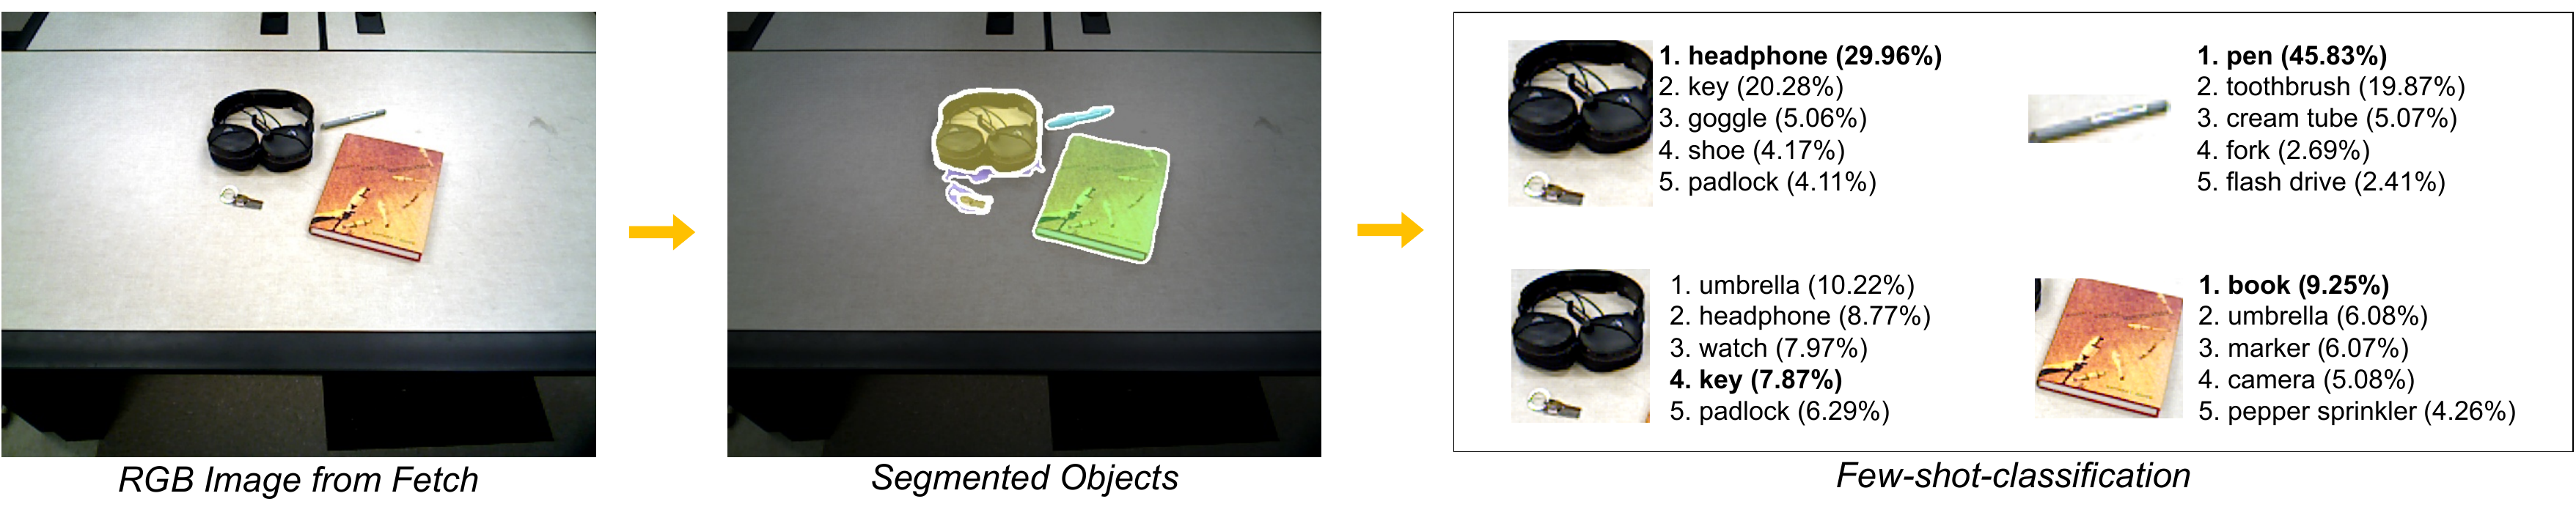 1. headphone (29.96%)
2. key (20.28%)
3. goggle (5.06%)
4. shoe (4.17%)
5. padlock (4.11%)
1. pen (45.83%)
2. toothbrush (19.87%)
3. cream tube (5.07%)
4. fork (2.69%)
5. flash drive (2.41%)
1. umbrella (10.22%)
2. headphone (8.77%)
3. watch (7.97%)
4. key (7.87%)
5. padlock (6.29%)
1. book (9.25%)
2. umbrella (6.08%)
3. marker (6.07%)
4. camera (5.08%)
5. pepper sprinkler (4.26%)
RGB Image from Fetch
Segmented Objects
Few-shot-classification